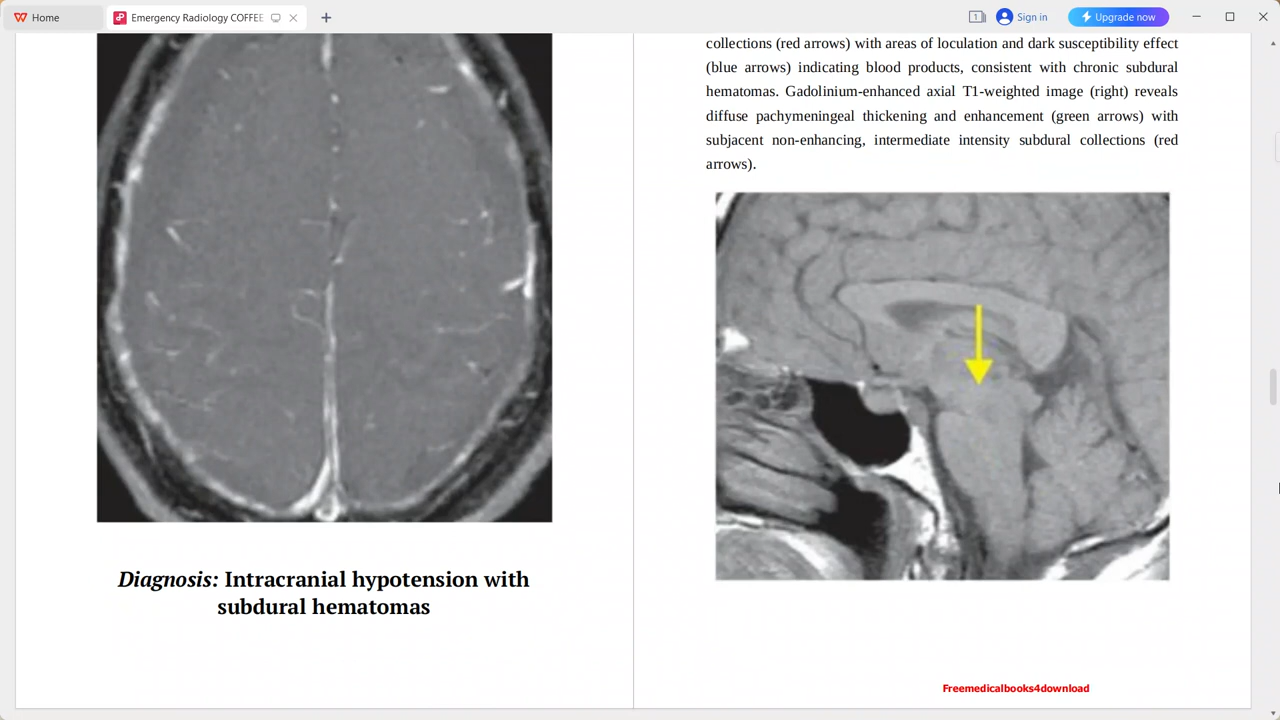 Home
Emergency Radiology COFFEE
Sign in
Upgrade now
Diagnosis: Intracranial hypotension with
subdural hematomas
collections (red arrows) with areas of loculation and dark susceptibility effect
(blue arrows) indicating blood products, consistent with chronic subdural
hematomas. Gadolinium-enhanced axial T1-weighted image (right) reveals
diffuse pachymeningeal thickening and enhancement (green arrows) with
subjacent non-enhancing, intermediate intensity subdural collections (red
arrows).
Freemedicalbooks4download